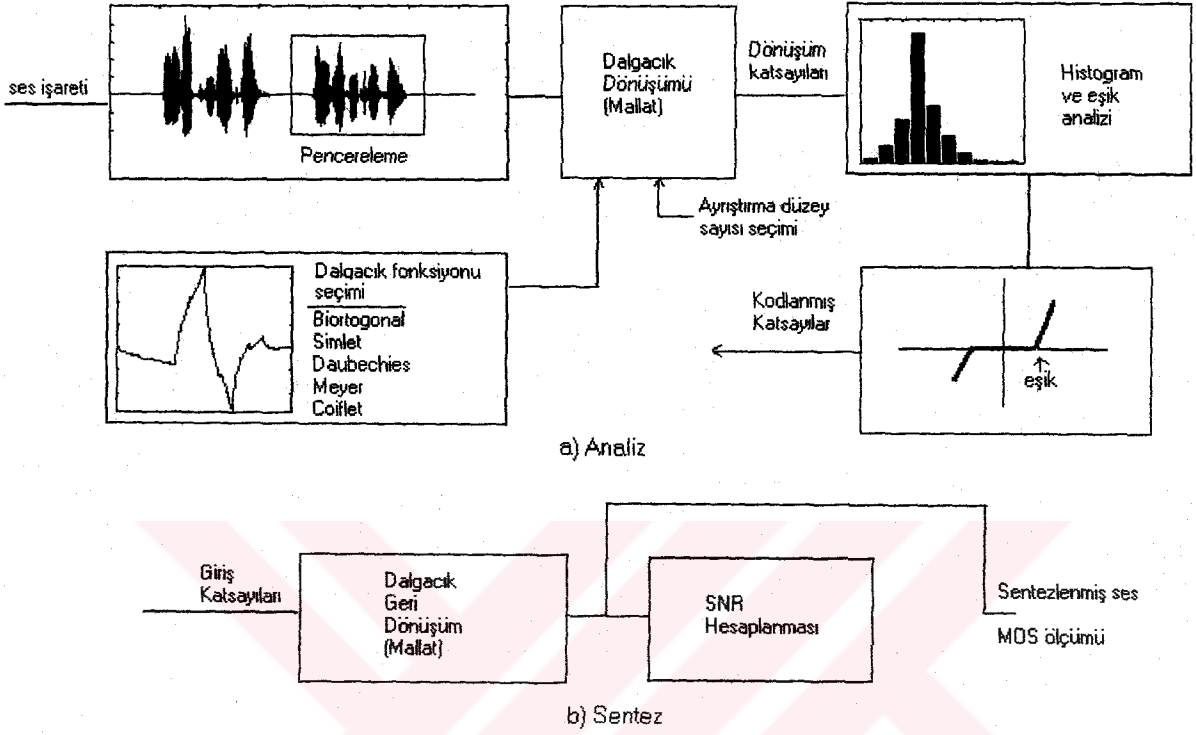 ses işareti
Pencereleme
Dalgacık
Dönüşümü
(Mallat)
Dönüşüm
katsayıları
Histogram
ve eşik
analizi
Ayrıştırma düzey
sayısı seçimi
Dalgacık fonksiyonu
seçimi
Biortogonal
Simlet
Daubechies
Meyer
Coiflet
Kodlanmış
Katsayılar
eşik
a) Analiz
Giriş
Katsayıları
Dalgacık
Geri
Dönüşüm
(Mallat)
SNR
Hesaplanması
Sentezlenmiş ses
MOS ölçümü
b) Sentez